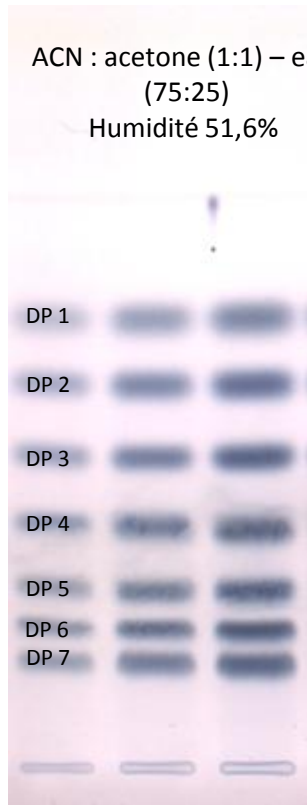 ACN : acetone (1:1) – e
(75:25)
Humidité 51,6%
DP 1
DP 2
DP 3
DP 4
DP 5
DP 6
DP 7